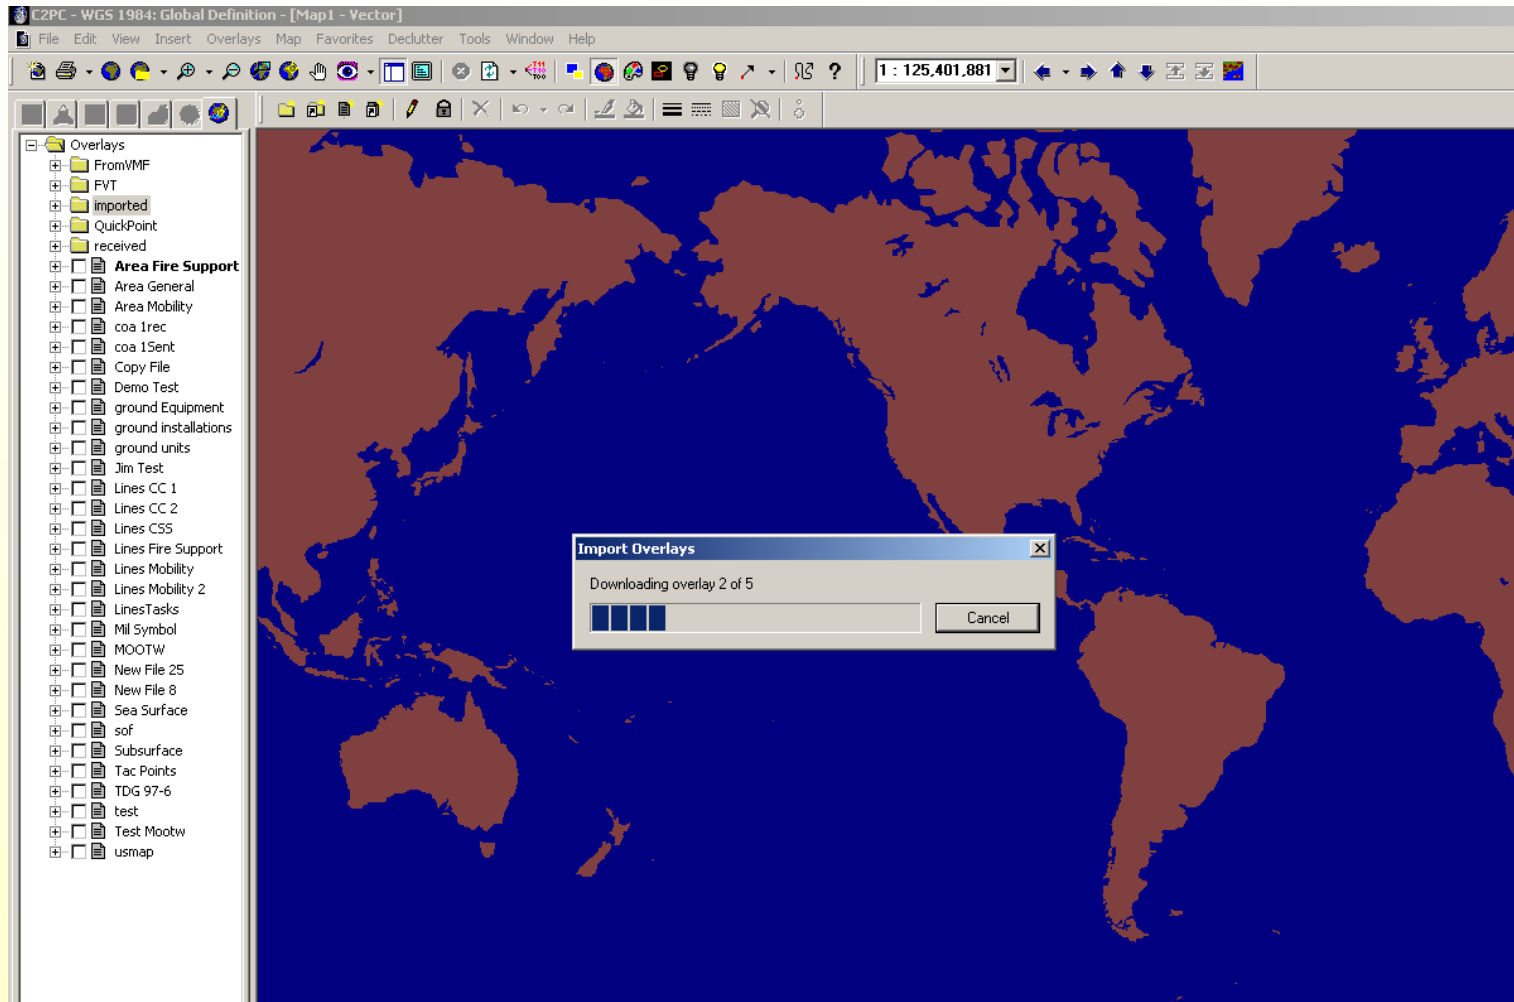 C2PC - WGS 1984: Global Definition - [Map1 - Vector]
File Edit View Insert Overlays Map Favorites Declutter Tools Window Help
1 : 125,401,881
Overlays
FromVMF
FVT
imported
QuickPoint
received
Area Fire Support
Area General
Area Mobility
coa 1rec
coa 1Sent
Copy File
Demo Test
ground Equipment
ground installations
ground units
Jim Test
Lines CC 1
Lines CC 2
Lines CSS
Lines Fire Support
Lines Mobility
Lines Mobility 2
LinesTasks
Mil Symbol
MOOTW
New File 25
New File 8
Sea Surface
sof
Subsurface
Tac Points
TDG 97-6
test
Test Mootw
usmap
Import Overlays
Downloading overlay 2 of 5
Cancel